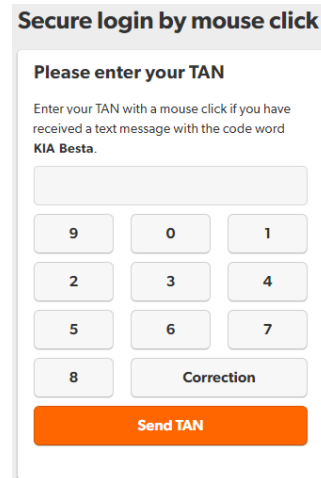 Secure login by mouse click
Please enter your TAN
Enter your TAN with a mouse click if you have
received a text message with the code word
KIA Besta.
9 0 1
2 3 4
5 6 7
8 Correction
Send TAN